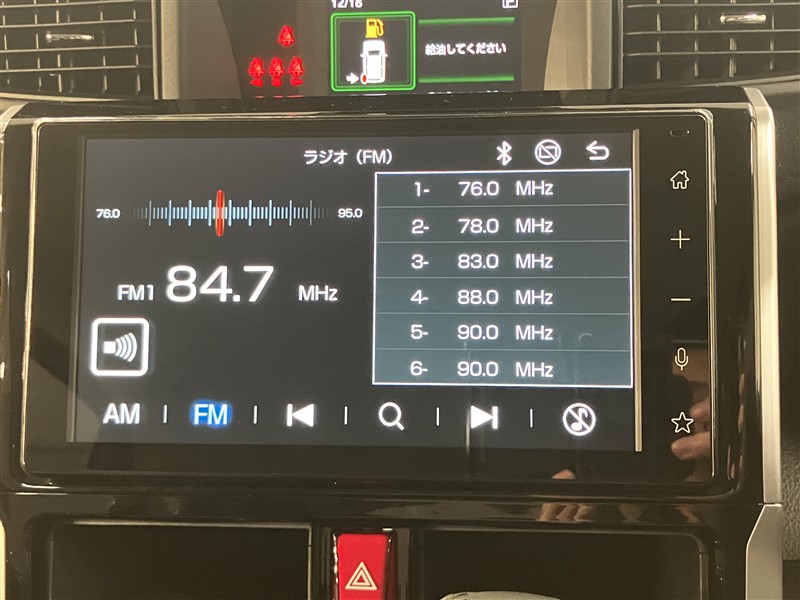 12/18
P
給油してください
ラジオ（FM）
76.0
95.0
FM1 84.7 MHz
1- 76.0 MHz
2- 78.0 MHz
3- 83.0 MHz
4- 88.0 MHz
5- 90.0 MHz
6- 90.0 MHz
AM
FM